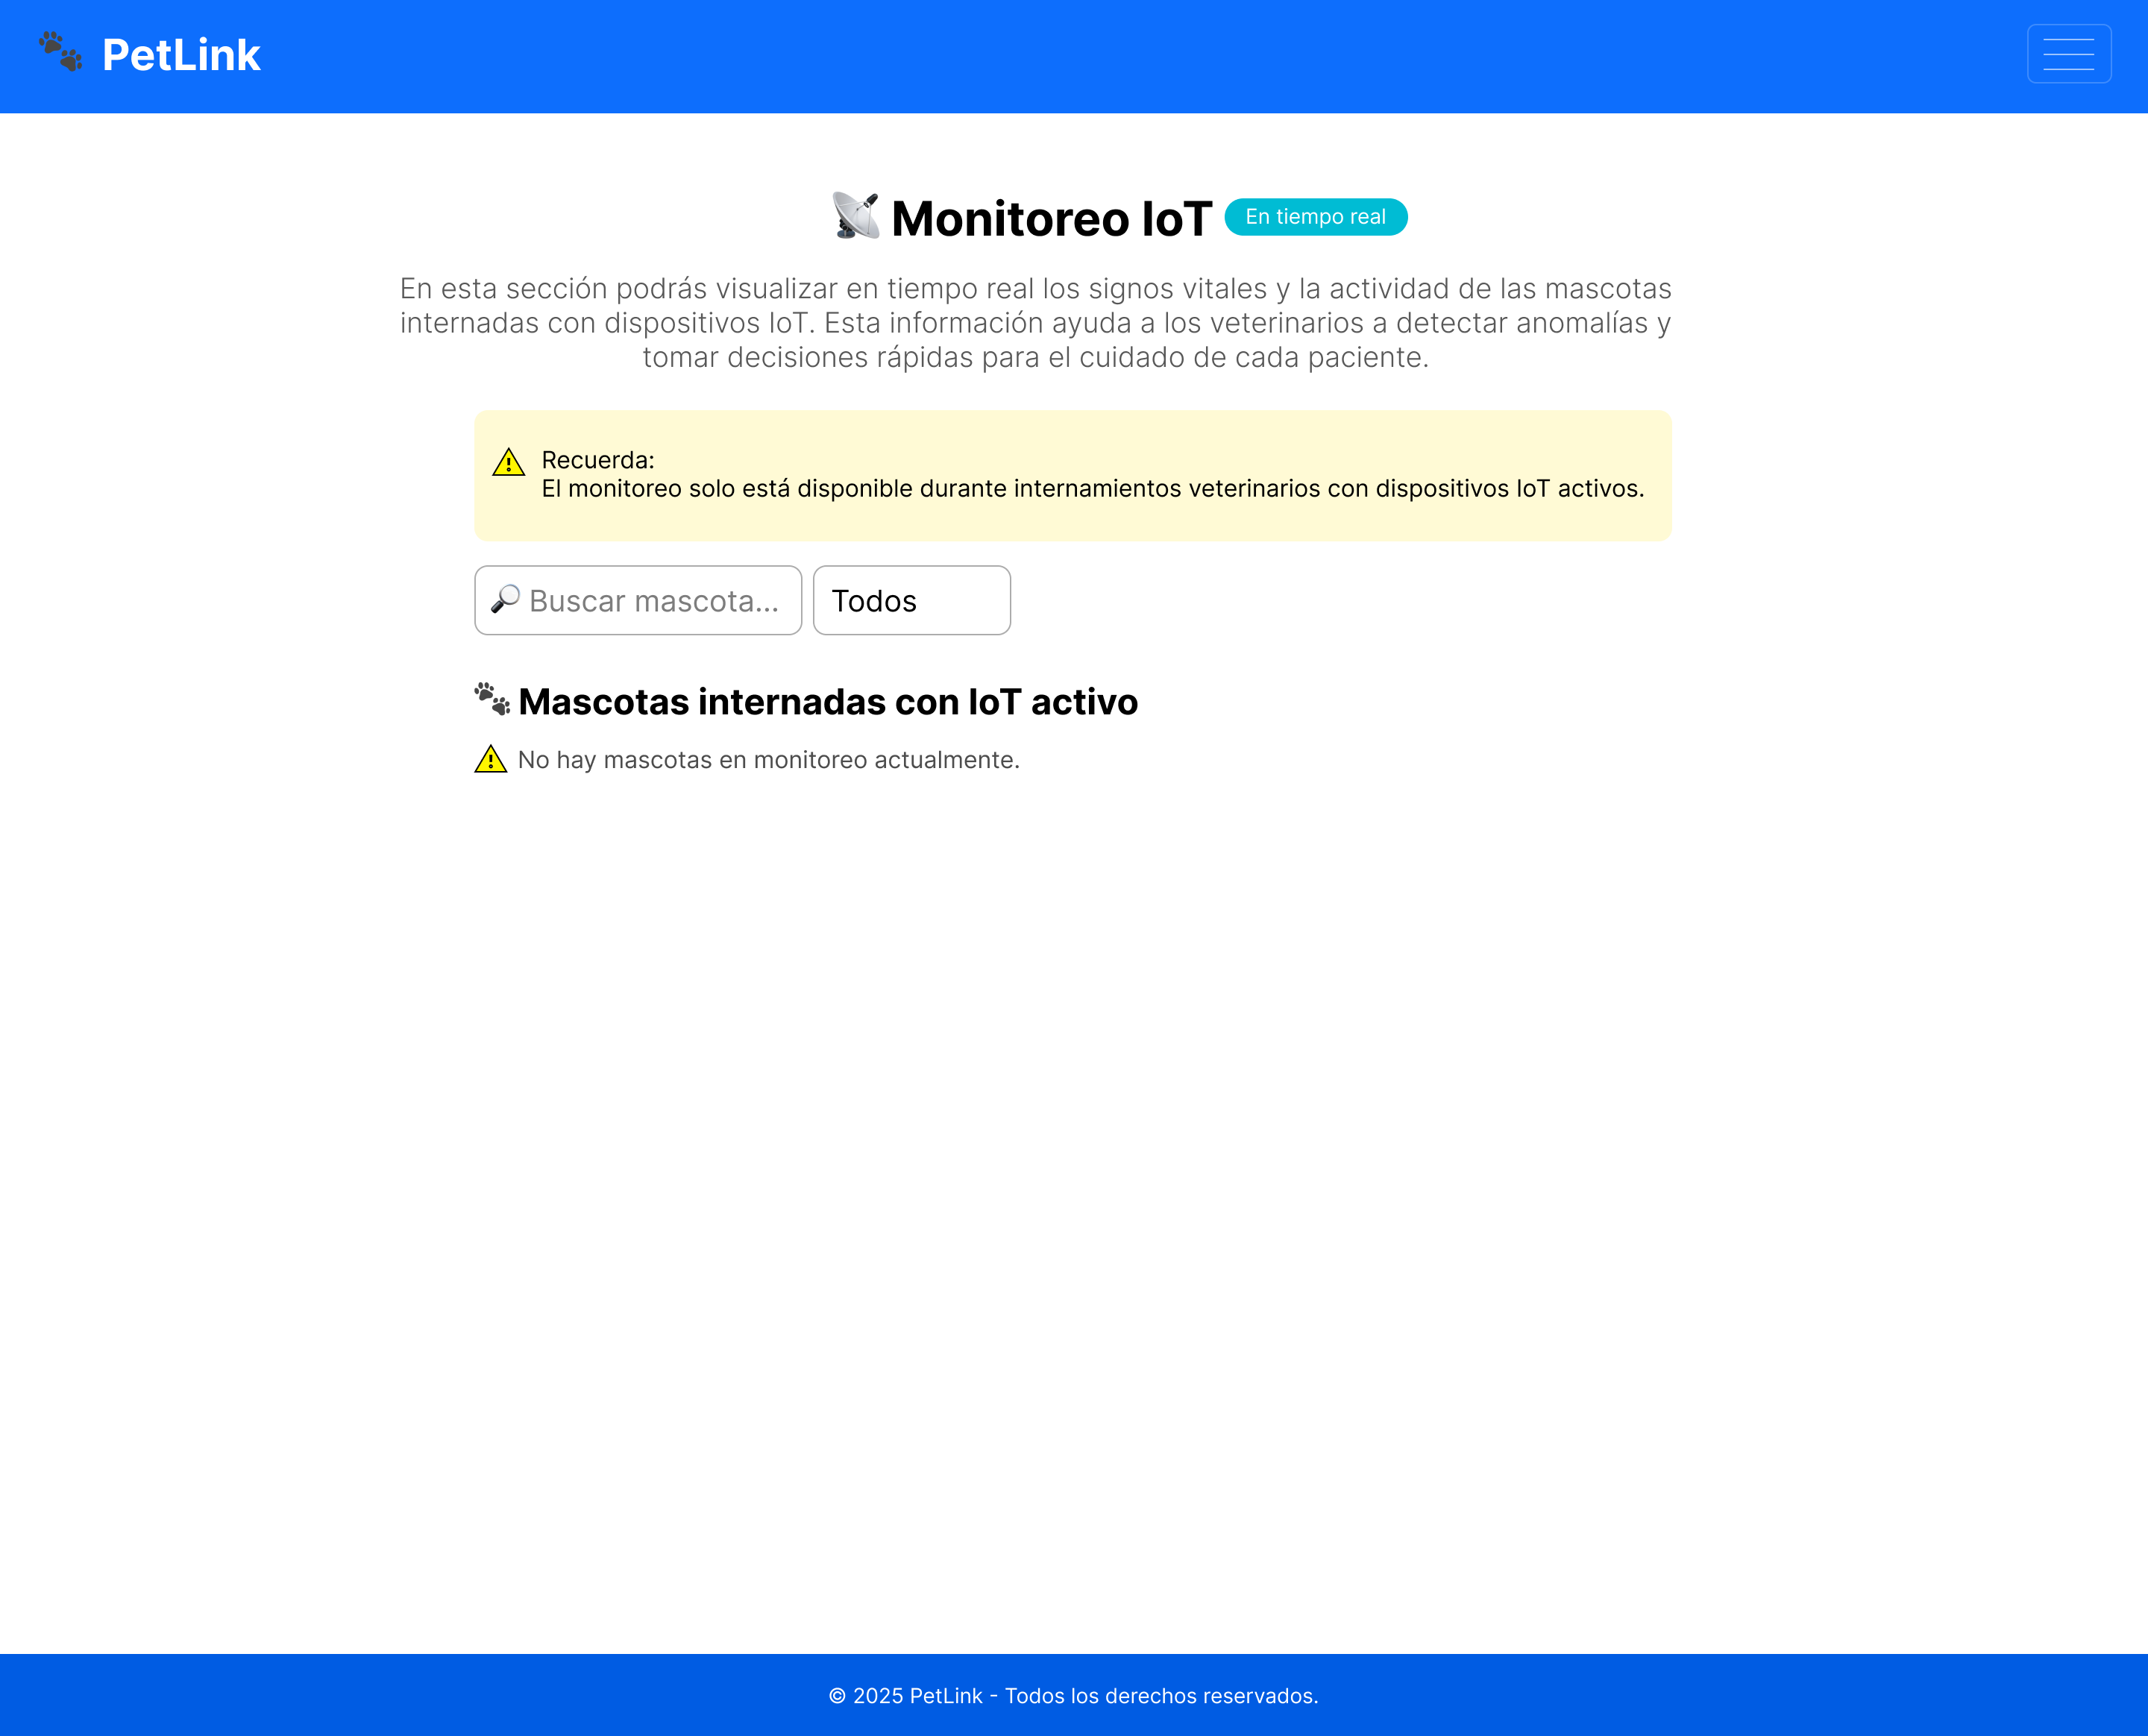 PetLink
Monitoreo IoT En tiempo real
En esta sección podrás visualizar en tiempo real los signos vitales y la actividad de las mascotas
internadas con dispositivos IoT. Esta información ayuda a los veterinarios a detectar anomalías y
tomar decisiones rápidas para el cuidado de cada paciente.
Recuerda:
El monitoreo solo está disponible durante internamientos veterinarios con dispositivos IoT activos.
Buscar mascota... Todos
Mascotas internadas con IoT activo
No hay mascotas en monitoreo actualmente.
© 2025 PetLink - Todos los derechos reservados.